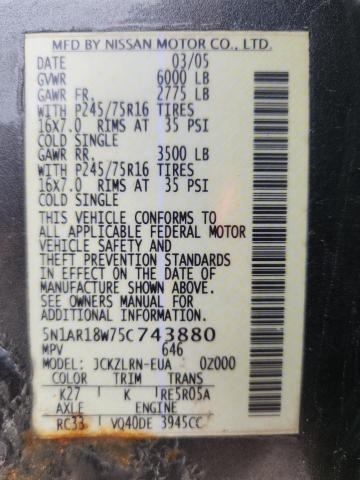 MFD BY NISSAN MOTOR CO., LTD.
DATE 03/05
GVWR 6000 LB
GAWR FR. 2775 LB
WITH P245/75R16 TIRES
16X7.0 RIMS AT 35 PSI
COLD SINGLE
GAWR RR. 3500 LB
WITH P245/75R16 TIRES
16X7.0 RIMS AT 35 PSI
COLD SINGLE
THIS VEHICLE CONFORMS TO
ALL APPLICABLE FEDERAL MOTOR
VEHICLE SAFETY AND
THEFT PREVENTION STANDARDS
IN EFFECT ON THE DATE OF
MANUFACTURE SHOWN ABOVE.
SEE OWNERS MANUAL FOR
ADDITIONAL INFORMATION.
5N1AR18W75C743880
MPV 646
MODEL: JCKZLRN-EUA 0Z000
COLOR TRIM TRANS
K27 K RE5R05A
AXLE ENGINE
RC33 VQ40DE 3945CC